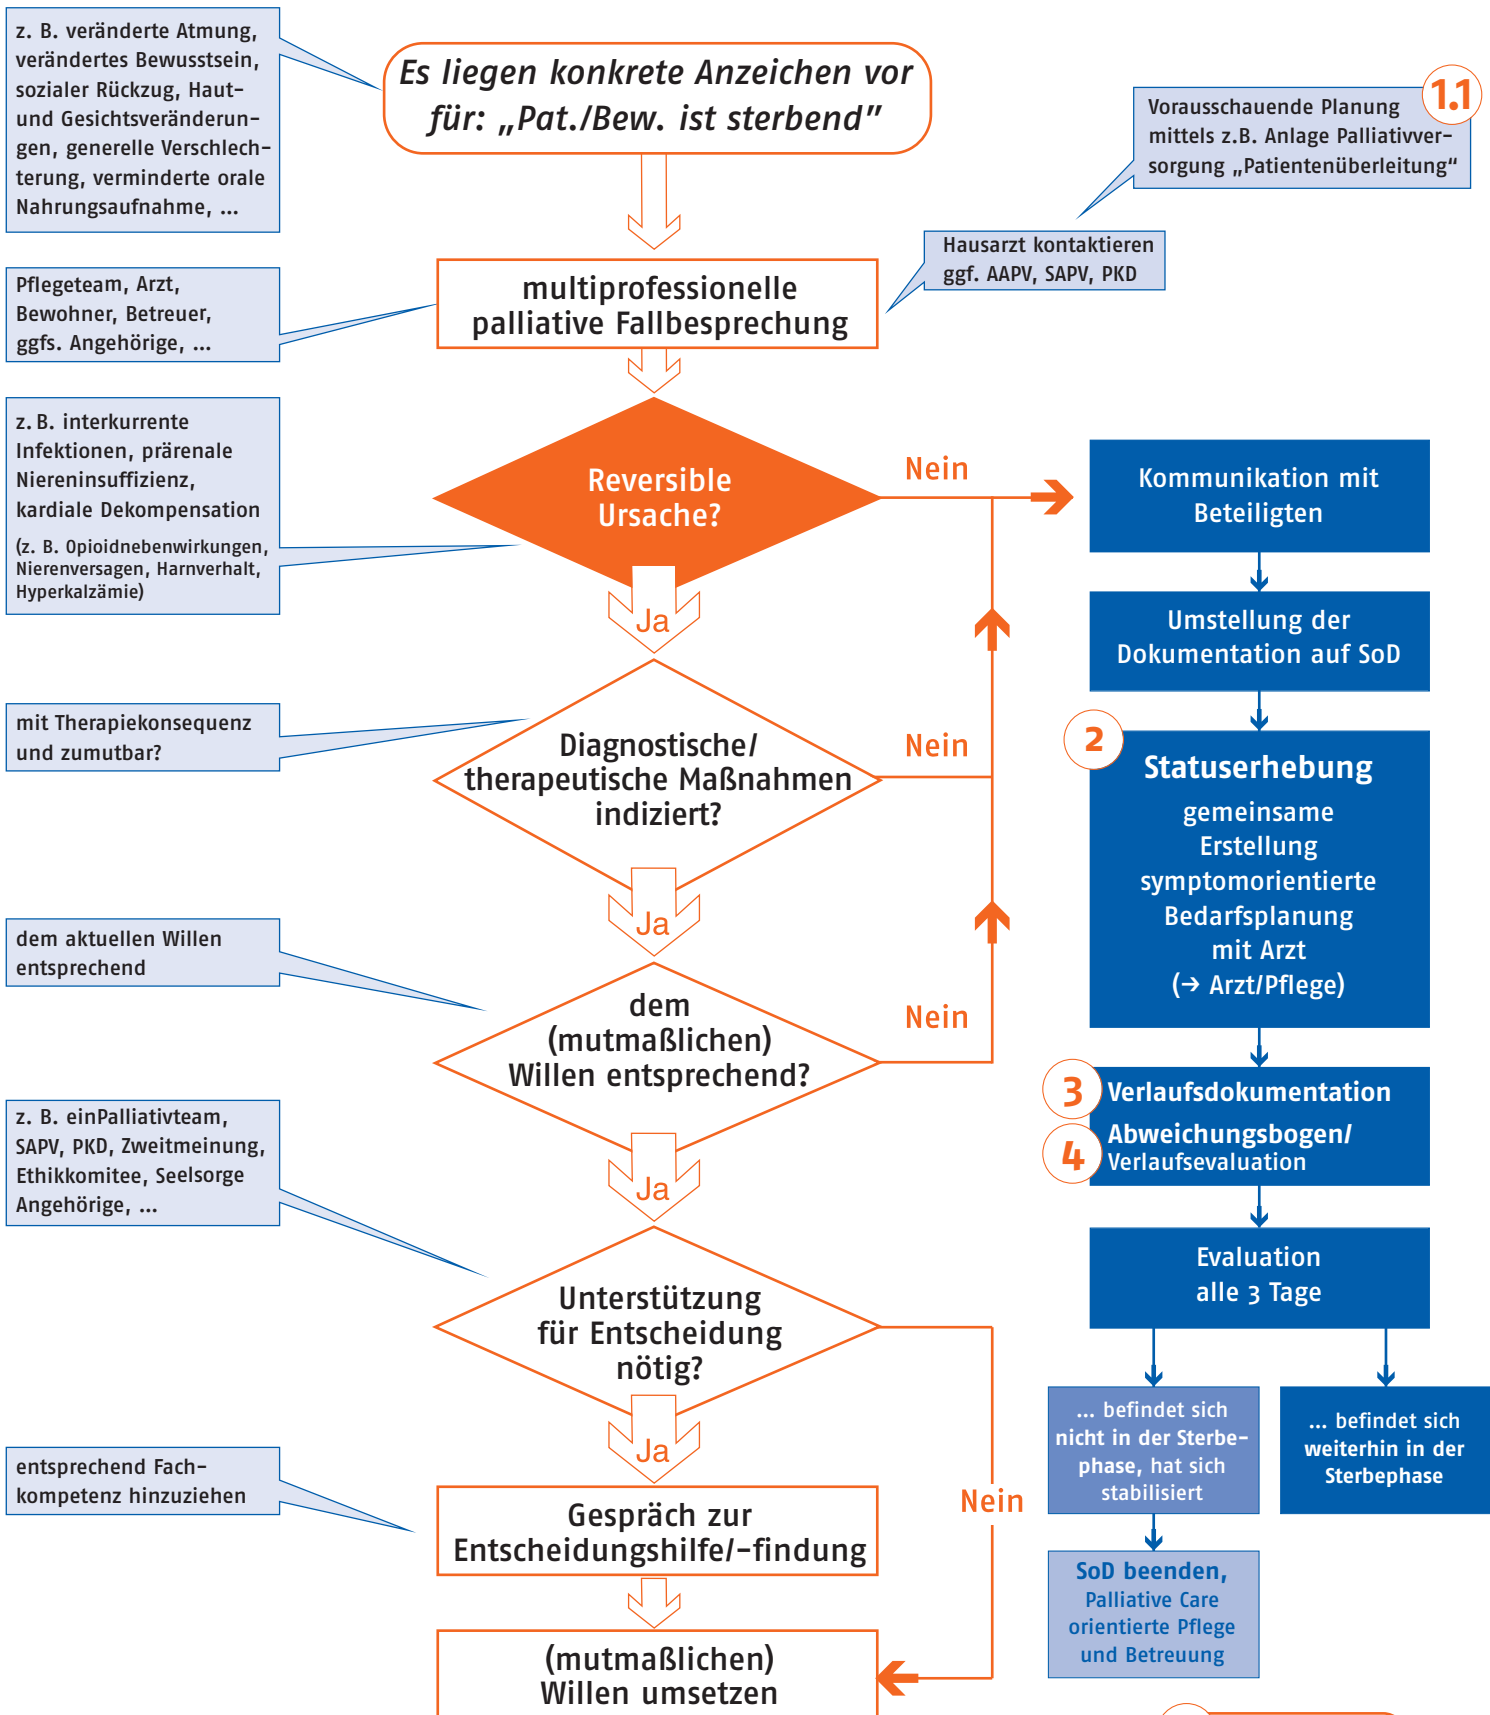 z. B. veränderte Atmung,
verändertes Bewusstsein,
sozialer Rückzug, Haut-
und Gesichtsveränderun-
gen, generelle Verschlech-
terung, verminderte orale
Nahrungsaufnahme, ...
Es liegen konkrete Anzeichen vor
für: „Pat./Bew. ist sterbend"
1.1
Vorausschauende Planung
mittels z.B. Anlage Palliativver-
sorgung „Patientenüberleitung“
Hausarzt kontaktieren
ggf. AAPV, SAPV, PKD
Pflegeteam, Arzt,
Bewohner, Betreuer,
ggfs. Angehörige, ...
multiprofessionelle
palliative Fallbesprechung
z. B. interkurrente
Infektionen, prärenale
Niereninsuffizienz,
kardiale Dekompensation
(z. B. Opioidnebenwirkungen,
Nierenversagen, Harnverhalt,
Hyperkalzämie)
Reversible
Ursache?
Nein
Ja
mit Therapiekonsequenz
und zumutbar?
Diagnostische/
therapeutische Maßnahmen
indiziert?
Nein
Ja
dem aktuellen Willen
entsprechend
dem
(mutmaßlichen)
Willen entsprechend?
Nein
Ja
z. B. einPalliativteam,
SAPV, PKD, Zweitmeinung,
Ethikkomitee, Seelsorge
Angehörige, ...
Unterstützung
für Entscheidung
nötig?
Ja
Nein
entsprechend Fach-
kompetenz hinzuziehen
Gespräch zur
Entscheidungshilfe/-findung
(mutmaßlichen)
Willen umsetzen
Kommunikation mit
Beteiligten
Umstellung der
Dokumentation auf SoD
2
Statuserhebung
gemeinsame
Erstellung
symptomorientierte
Bedarfsplanung
mit Arzt
(→ Arzt/Pflege)
3 Verlaufsdokumentation
4 Abweichungsbogen/
Verlaufsevaluation
Evaluation
alle 3 Tage
... befindet sich
nicht in der Sterbe-
phase, hat sich
stabilisiert
... befindet sich
weiterhin in der
Sterbephase
SoD beenden,
Palliative Care
orientierte Pflege
und Betreuung